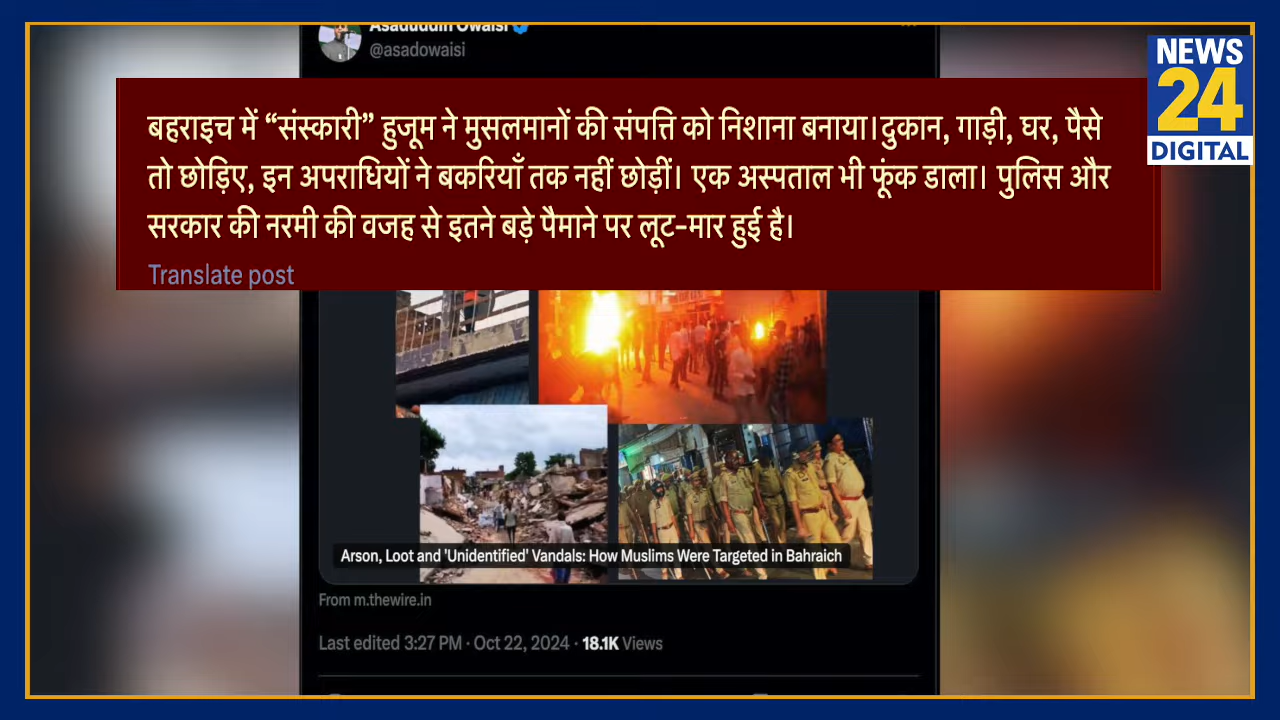 Asaduddin Owaisi
@asadowaisi
NEWS
24
DIGITAL
बहराइच में “संस्कारी” हुजूम ने मुसलमानों की संपत्ति को निशाना बनाया।दुकान, गाड़ी, घर, पैसे
तो छोड़िए, इन अपराधियों ने बकरियाँ तक नहीं छोड़ीं। एक अस्पताल भी फूंक डाला। पुलिस और
सरकार की नरमी की वजह से इतने बड़े पैमाने पर लूट-मार हुई है।
Translate post
Arson, Loot and 'Unidentified' Vandals: How Muslims Were Targeted in Bahraich
From m.thewire.in
Last edited 3:27 PM · Oct 22, 2024 · 18.1K Views